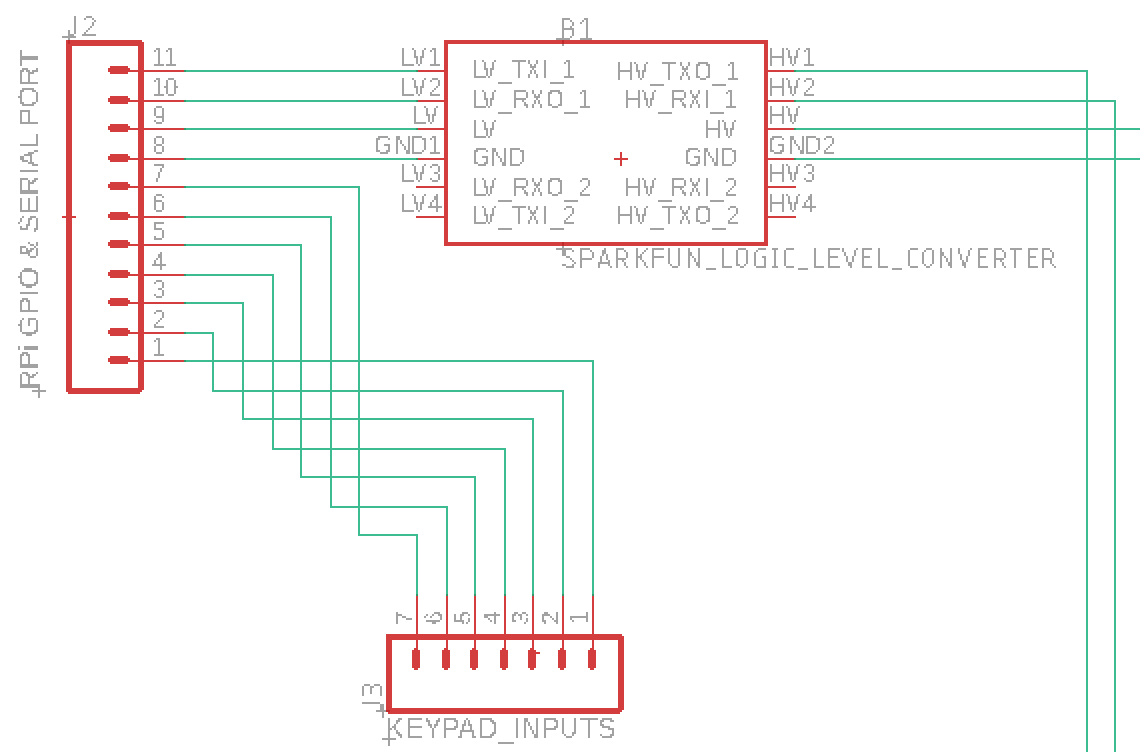 J2
RPi GPIO & SERIAL PORT
11
10
9
8
7
6
5
4
3
2
1
B1
LV1
LV2
LV
GND1
LV3
LV4
LV_TXI_1
LV_RXO_1
LV
GND
LV_RXO_2
LV_TXI_2
HV_TXO_1
HV_RXI_1
HV
GND
HV_RXI_2
HV_TXO_2
HV1
HV2
HV
GND2
HV3
HV4
SPARKFUN_LOGIC_LEVEL_CONVERTER
7 6 5 4 3 2 1
J3
KEYPAD_INPUTS